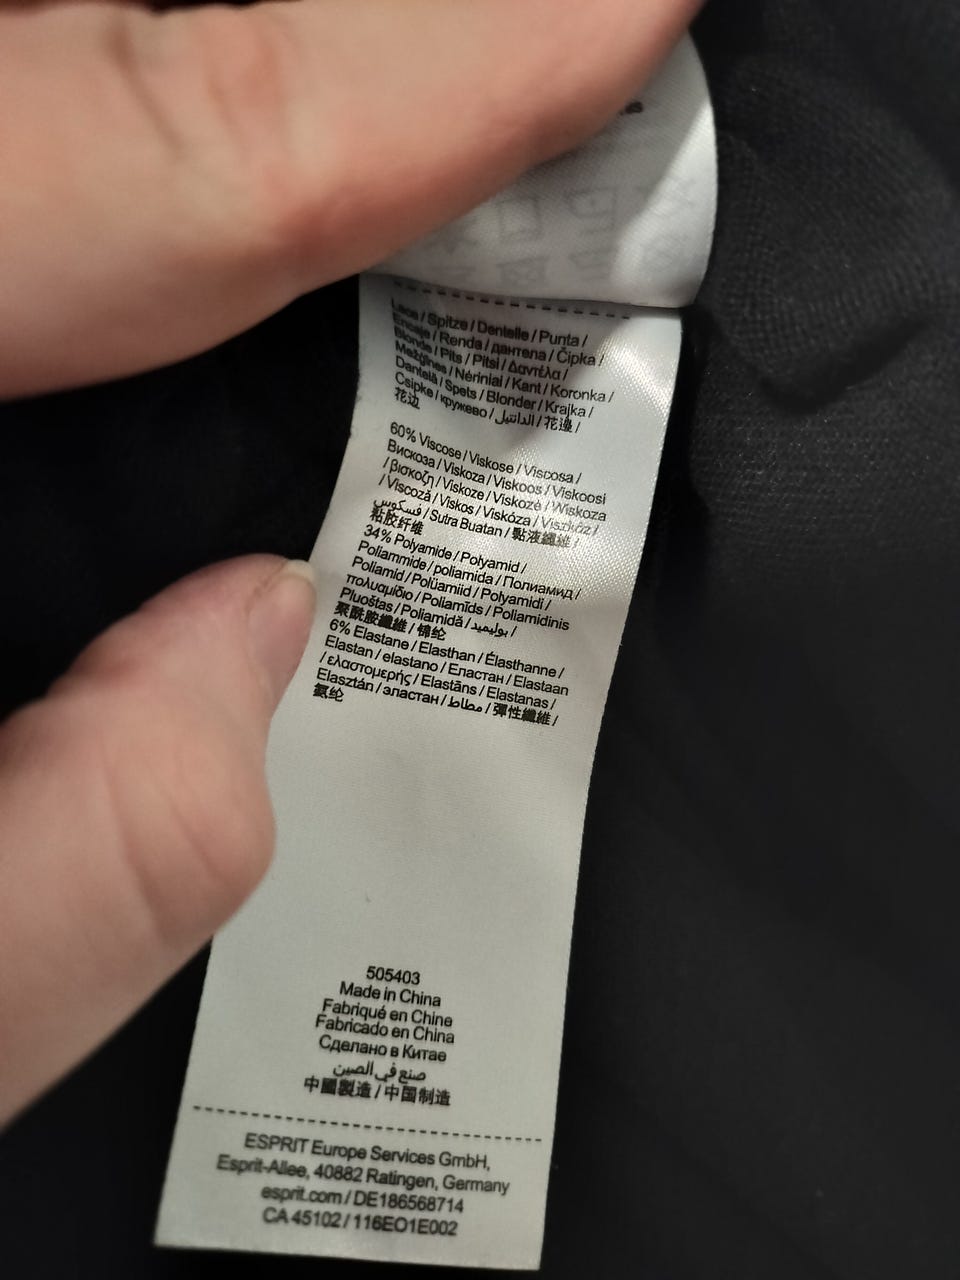 Lace / Spitze / Dentelle / Punta /
Encaje / Renda / дантела / Čipka /
Blonde / Pits / Pitsi / Δαντέλα /
Mežģīnes / Nėriniai / Kant / Koronka /
Dantelă / Spets / Blonder / Krajka /
Csipke / кружево / الدانتيل / 花邊 /
花边
60% Viscose / Viskose / Viscosa /
Вискоза / Viskoza / Viskoos / Viskoosi
/ βισκοζη / Viskoze / Viskozė / Wiskoza
/ Viscoză / Viskos / Viskóza / Viszkóz /
فسكوس / Sutra Buatan / 黏液纖維 /
粘胶纤维
34% Polyamide / Polyamid /
Poliammide / poliamida / Полиамид /
Poliamid / Polüamiid / Polyamidi /
πολυαμίδιο / Poliamīds / Poliamidinis
Pluoštas / Poliamidă / بوليميد /
聚酰胺纖維 / 锦纶
6% Elastane / Elasthan / Élasthanne /
Elastan / elastano / Еластан / Elastaan
/ ελαστομερής / Elastāns / Elastanas /
Elasztán / эластан / مطاط / 彈性纖維 /
氨纶
505403
Made in China
Fabriqué en Chine
Fabricado en China
Сделано в Китае
صنع في الصين
中國製造 / 中国制造
ESPRIT Europe Services GmbH,
Esprit-Allee, 40882 Ratingen, Germany
esprit.com / DE186568714
CA 45102 / 116EO1E002